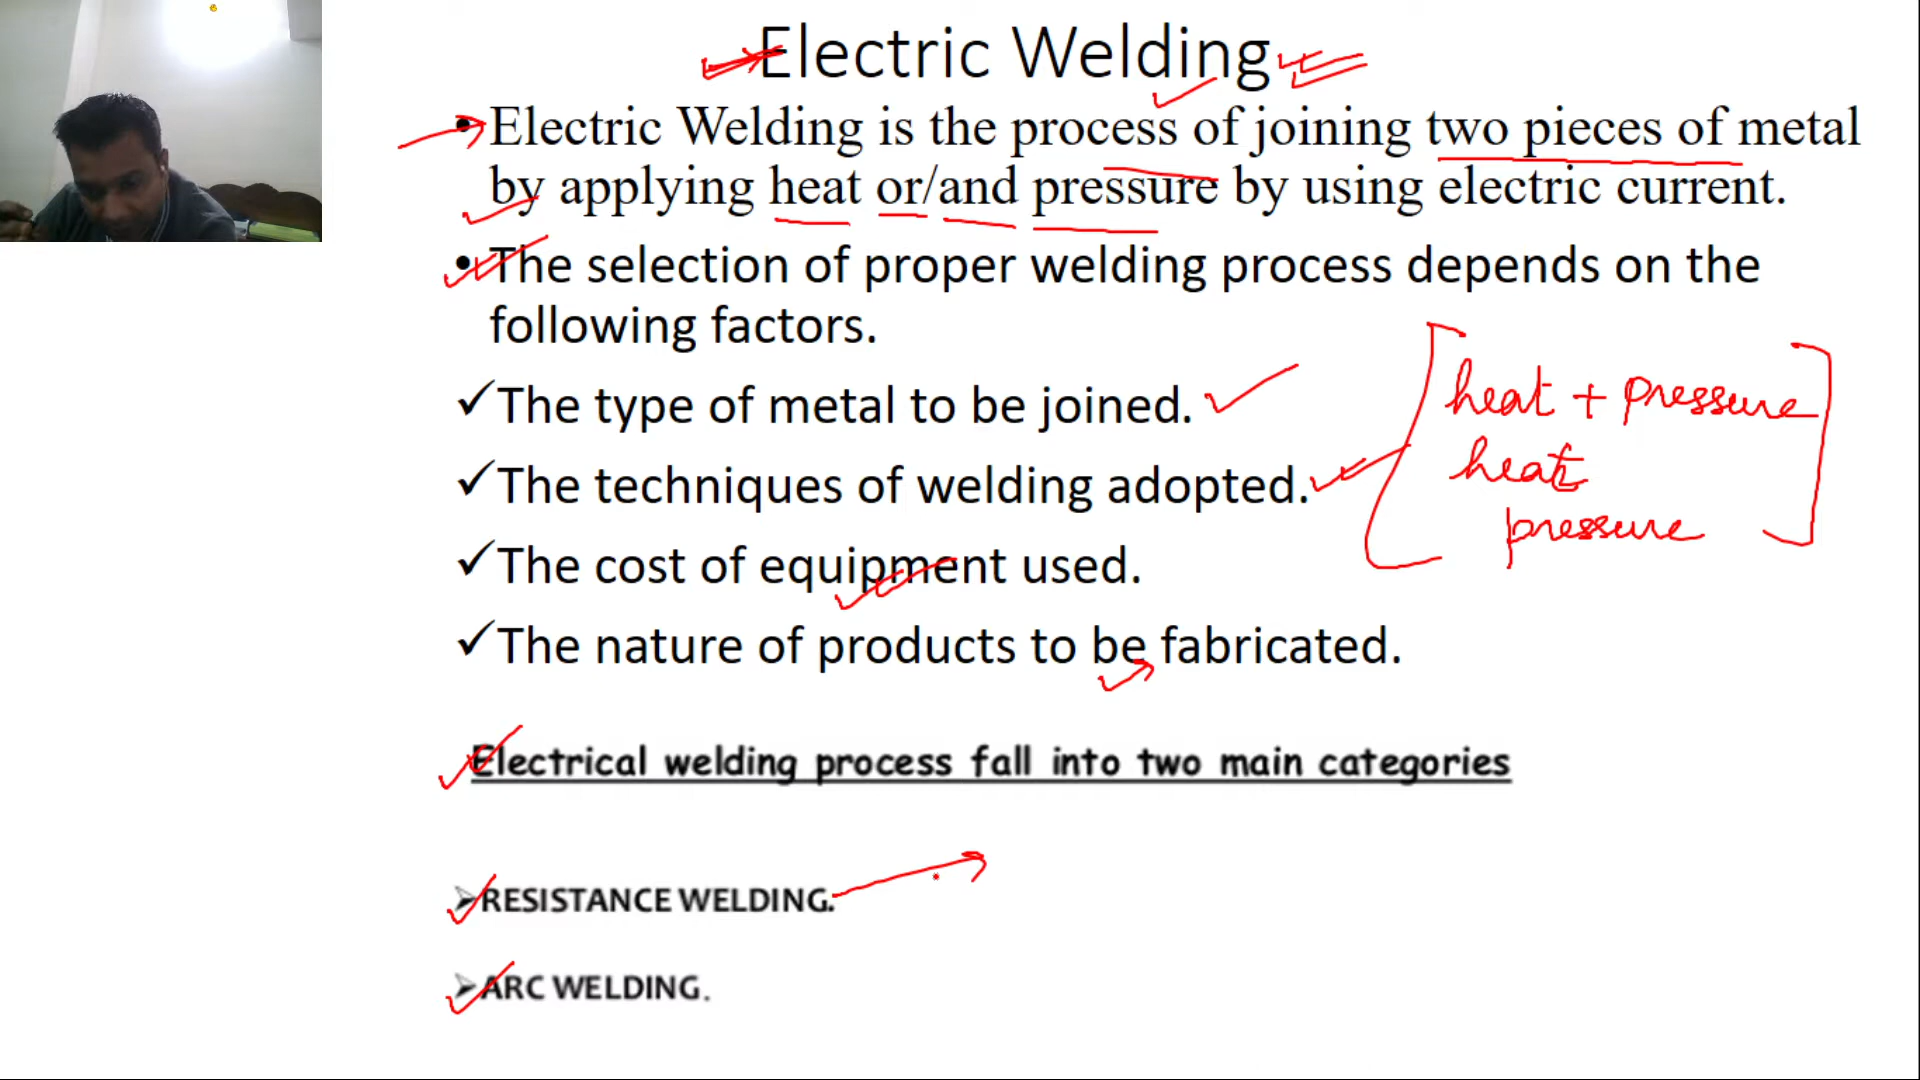 Electric Welding
• Electric Welding is the process of joining two pieces of metal
by applying heat or/and pressure by using electric current.
• The selection of proper welding process depends on the
following factors.
✓The type of metal to be joined.
heat + pressure
✓The techniques of welding adopted.
heat
pressure
✓The cost of equipment used.
✓The nature of products to be fabricated.
Electrical welding process fall into two main categories
➢RESISTANCE WELDING.
➢ARC WELDING.